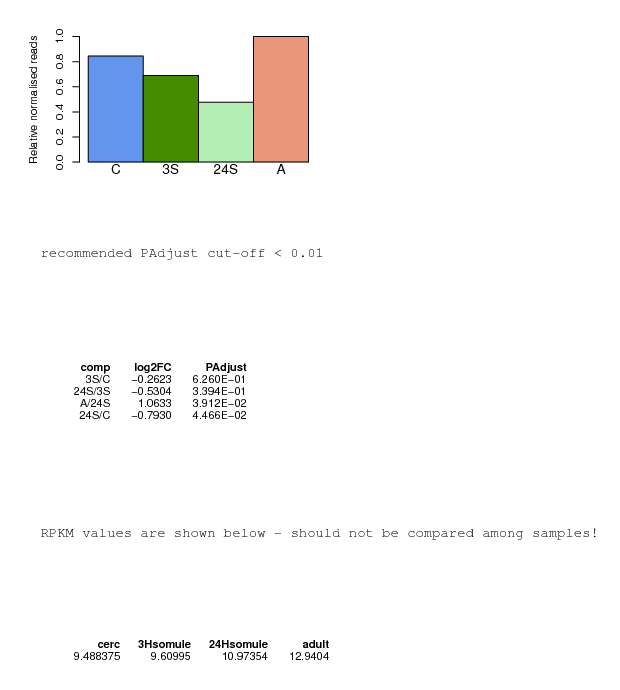 Relative normalised reads
1.0
0.8
0.6
0.4
0.2
0.0
C 3S 24S A
recommended PAdjust cut-off < 0.01
comp log2FC PAdjust
3S/C −0.2623 6.260E−01
24S/3S −0.5304 3.394E−01
A/24S 1.0633 3.912E−02
24S/C −0.7930 4.466E−02
RPKM values are shown below - should not be compared among samples!
cerc 3Hsomule 24Hsomule adult
9.488375 9.60995 10.97354 12.9404